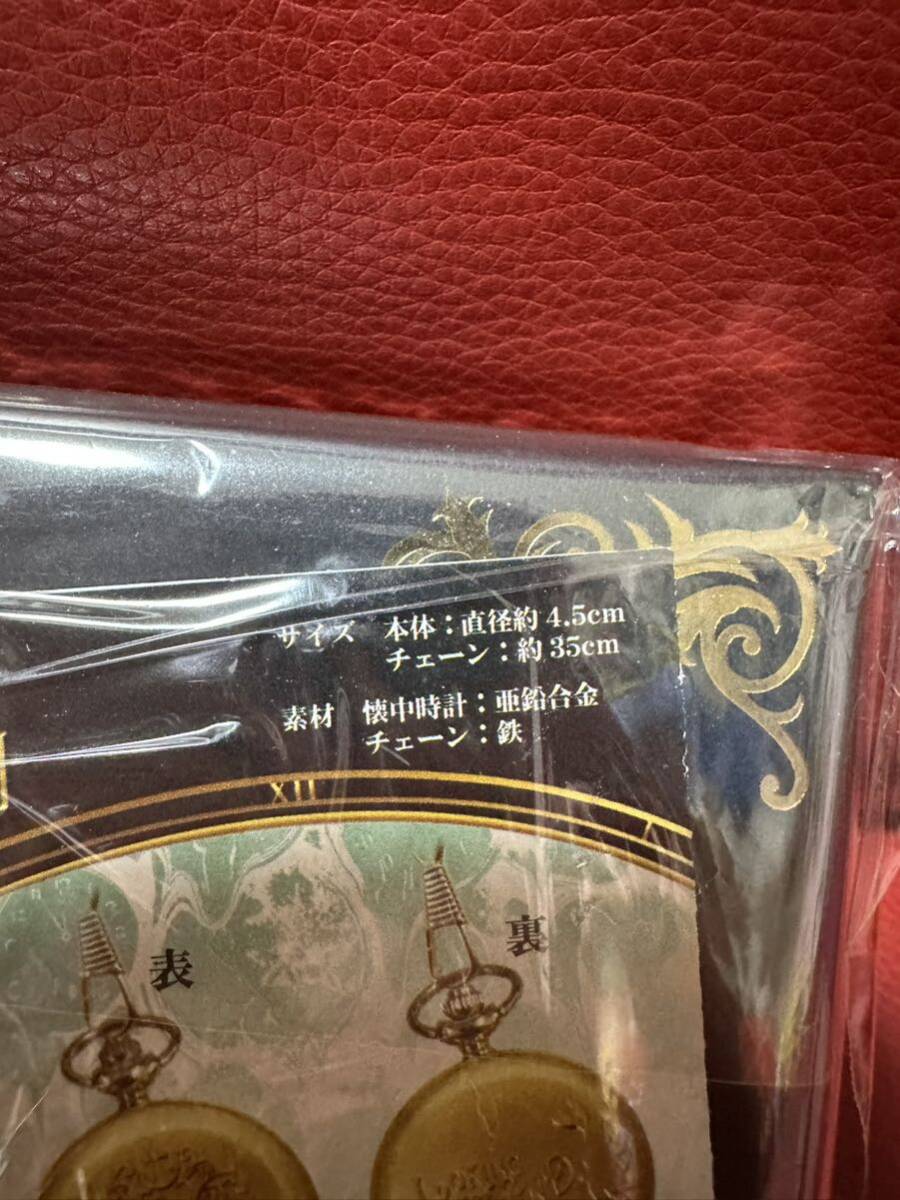 サイズ 本体：直径約 4.5cm
チェーン：約 35cm
素材 懐中時計：亜鉛合金
チェーン：鉄
XII
表
裏